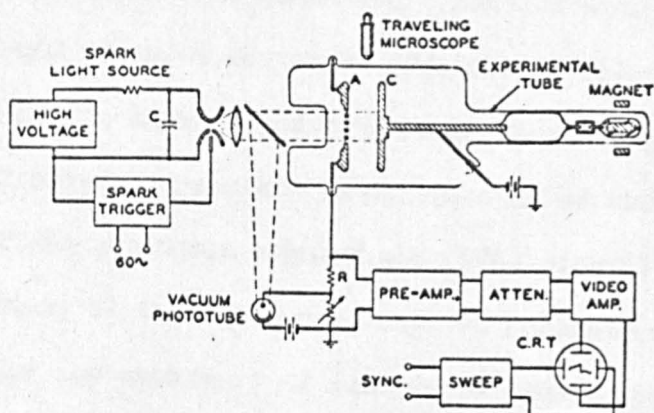 TRAVELING
MICROSCOPE
SPARK
LIGHT SOURCE
EXPERIMENTAL
TUBE
MAGNET
A
C
HIGH
VOLTAGE
C
SPARK
TRIGGER
60~
R
VACUUM
PHOTOTUBE
PRE-AMP.
ATTEN.
VIDEO
AMP.
C.R.T
SYNC.
SWEEP